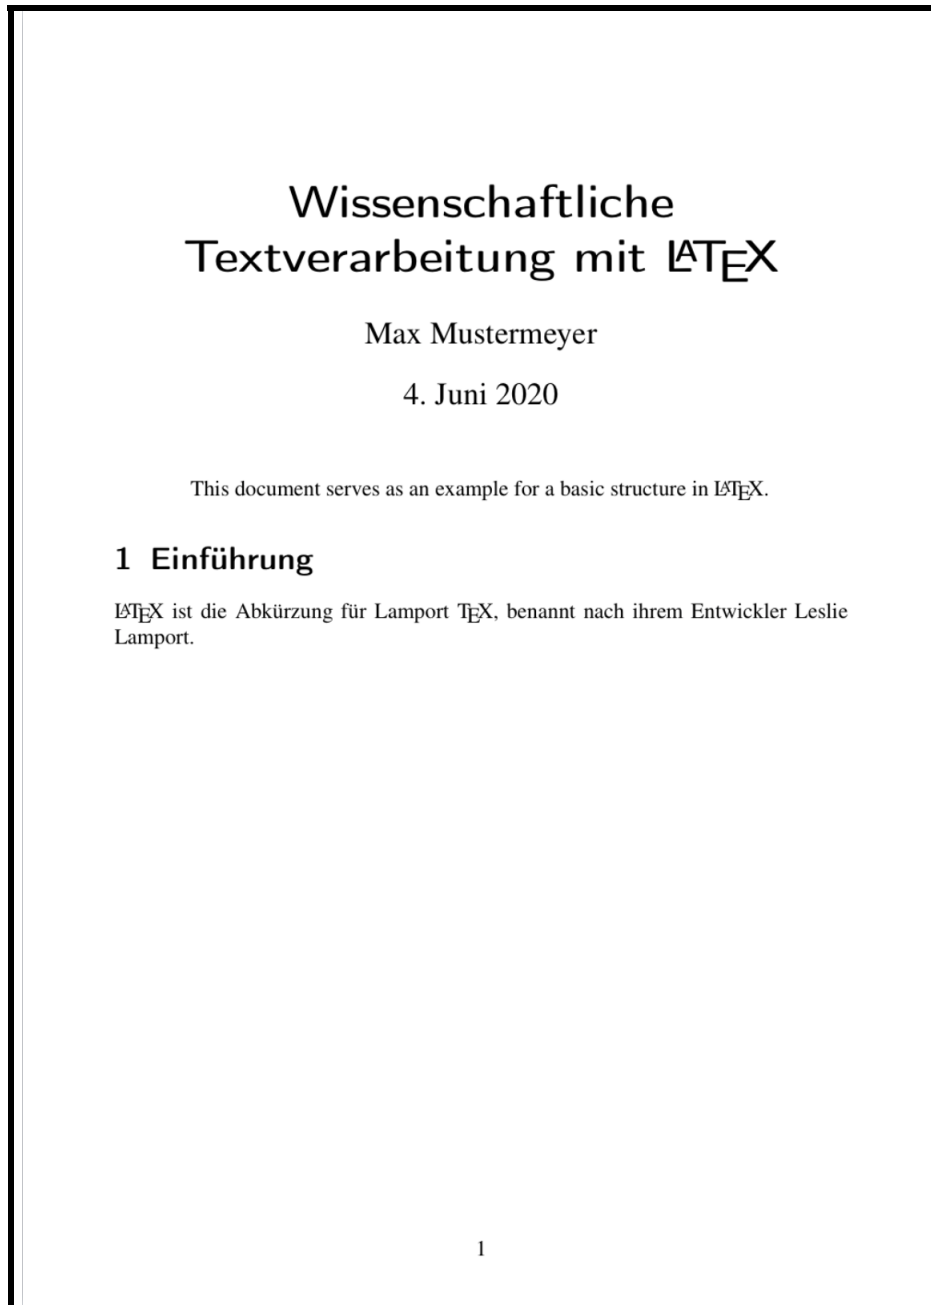 Wissenschaftliche
Textverarbeitung mit LATEX
Max Mustermeyer
4. Juni 2020
This document serves as an example for a basic structure in LATEX.
1 Einführung
LATEX ist die Abkürzung für Lamport TEX, benannt nach ihrem Entwickler Leslie
Lamport.
1